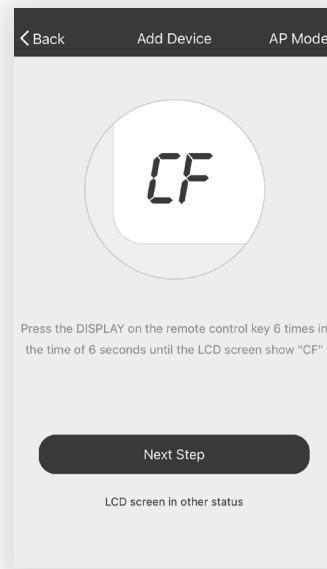 Back Add Device AP Mode
CF
Press the DISPLAY on the remote control key 6 times in
the time of 6 seconds until the LCD screen show "CF"
Next Step
LCD screen in other status